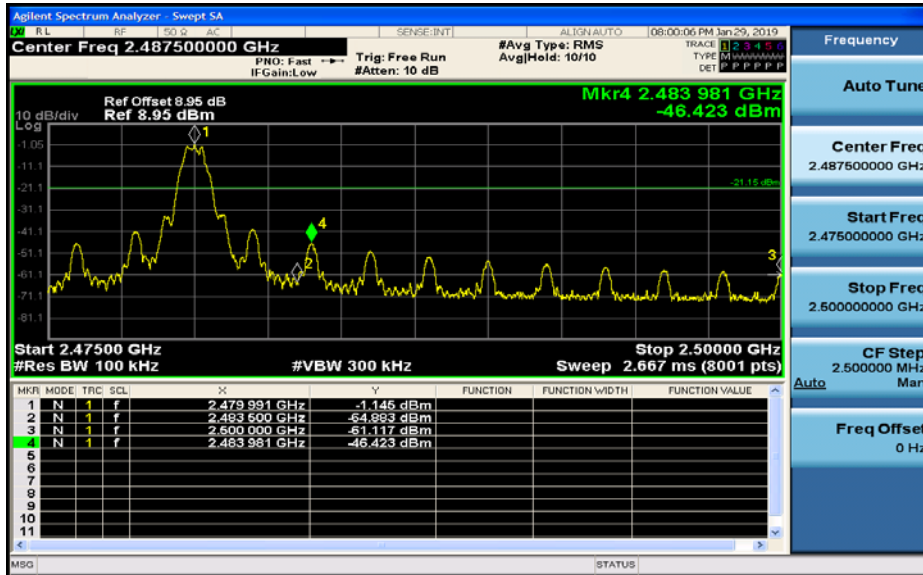 Agilent Spectrum Analyzer - Swept SA
RL RF 50 Ω AC SENSE:INT ALIGN AUTO 08:00:06 PM Jan 29, 2019
Center Freq 2.487500000 GHz
#Avg Type: RMS
Avg|Hold: 10/10
TRACE 1 2 3 4 5 6
TYPE M
DET P P P P P P
PNO: Fast
IFGain:Low
Trig: Free Run
#Atten: 10 dB
Frequency
Mkr4 2.483 981 GHz
-46.423 dBm
Ref Offset 8.95 dB
Ref 8.95 dBm
10 dB/div
Log
1
-1.05
-11.1
-21.1
-21.15 dBm
-31.1
4
-41.1
-51.1
3
2
-61.1
-71.1
-81.1
Start 2.47500 GHz
Stop 2.50000 GHz
#Res BW 100 kHz
#VBW 300 kHz
Sweep 2.667 ms (8001 pts)
MKR MODE TRC SCL X Y FUNCTION FUNCTION WIDTH FUNCTION VALUE
1 N 1 f 2.479 991 GHz -1.145 dBm
2 N 1 f 2.483 500 GHz
3 N 1 f 2.500 000 GHz -61.117 dBm
4 N 1 f 2.483 981 GHz -46.423 dBm
5
6
7
8
9
10
11
Auto Tune
Center Freq
2.487500000 GHz
Start Freq
2.475000000 GHz
Stop Freq
2.500000000 GHz
CF Step
2.500000 MHz
Auto Man
Freq Offset
0 Hz
MSG
STATUS